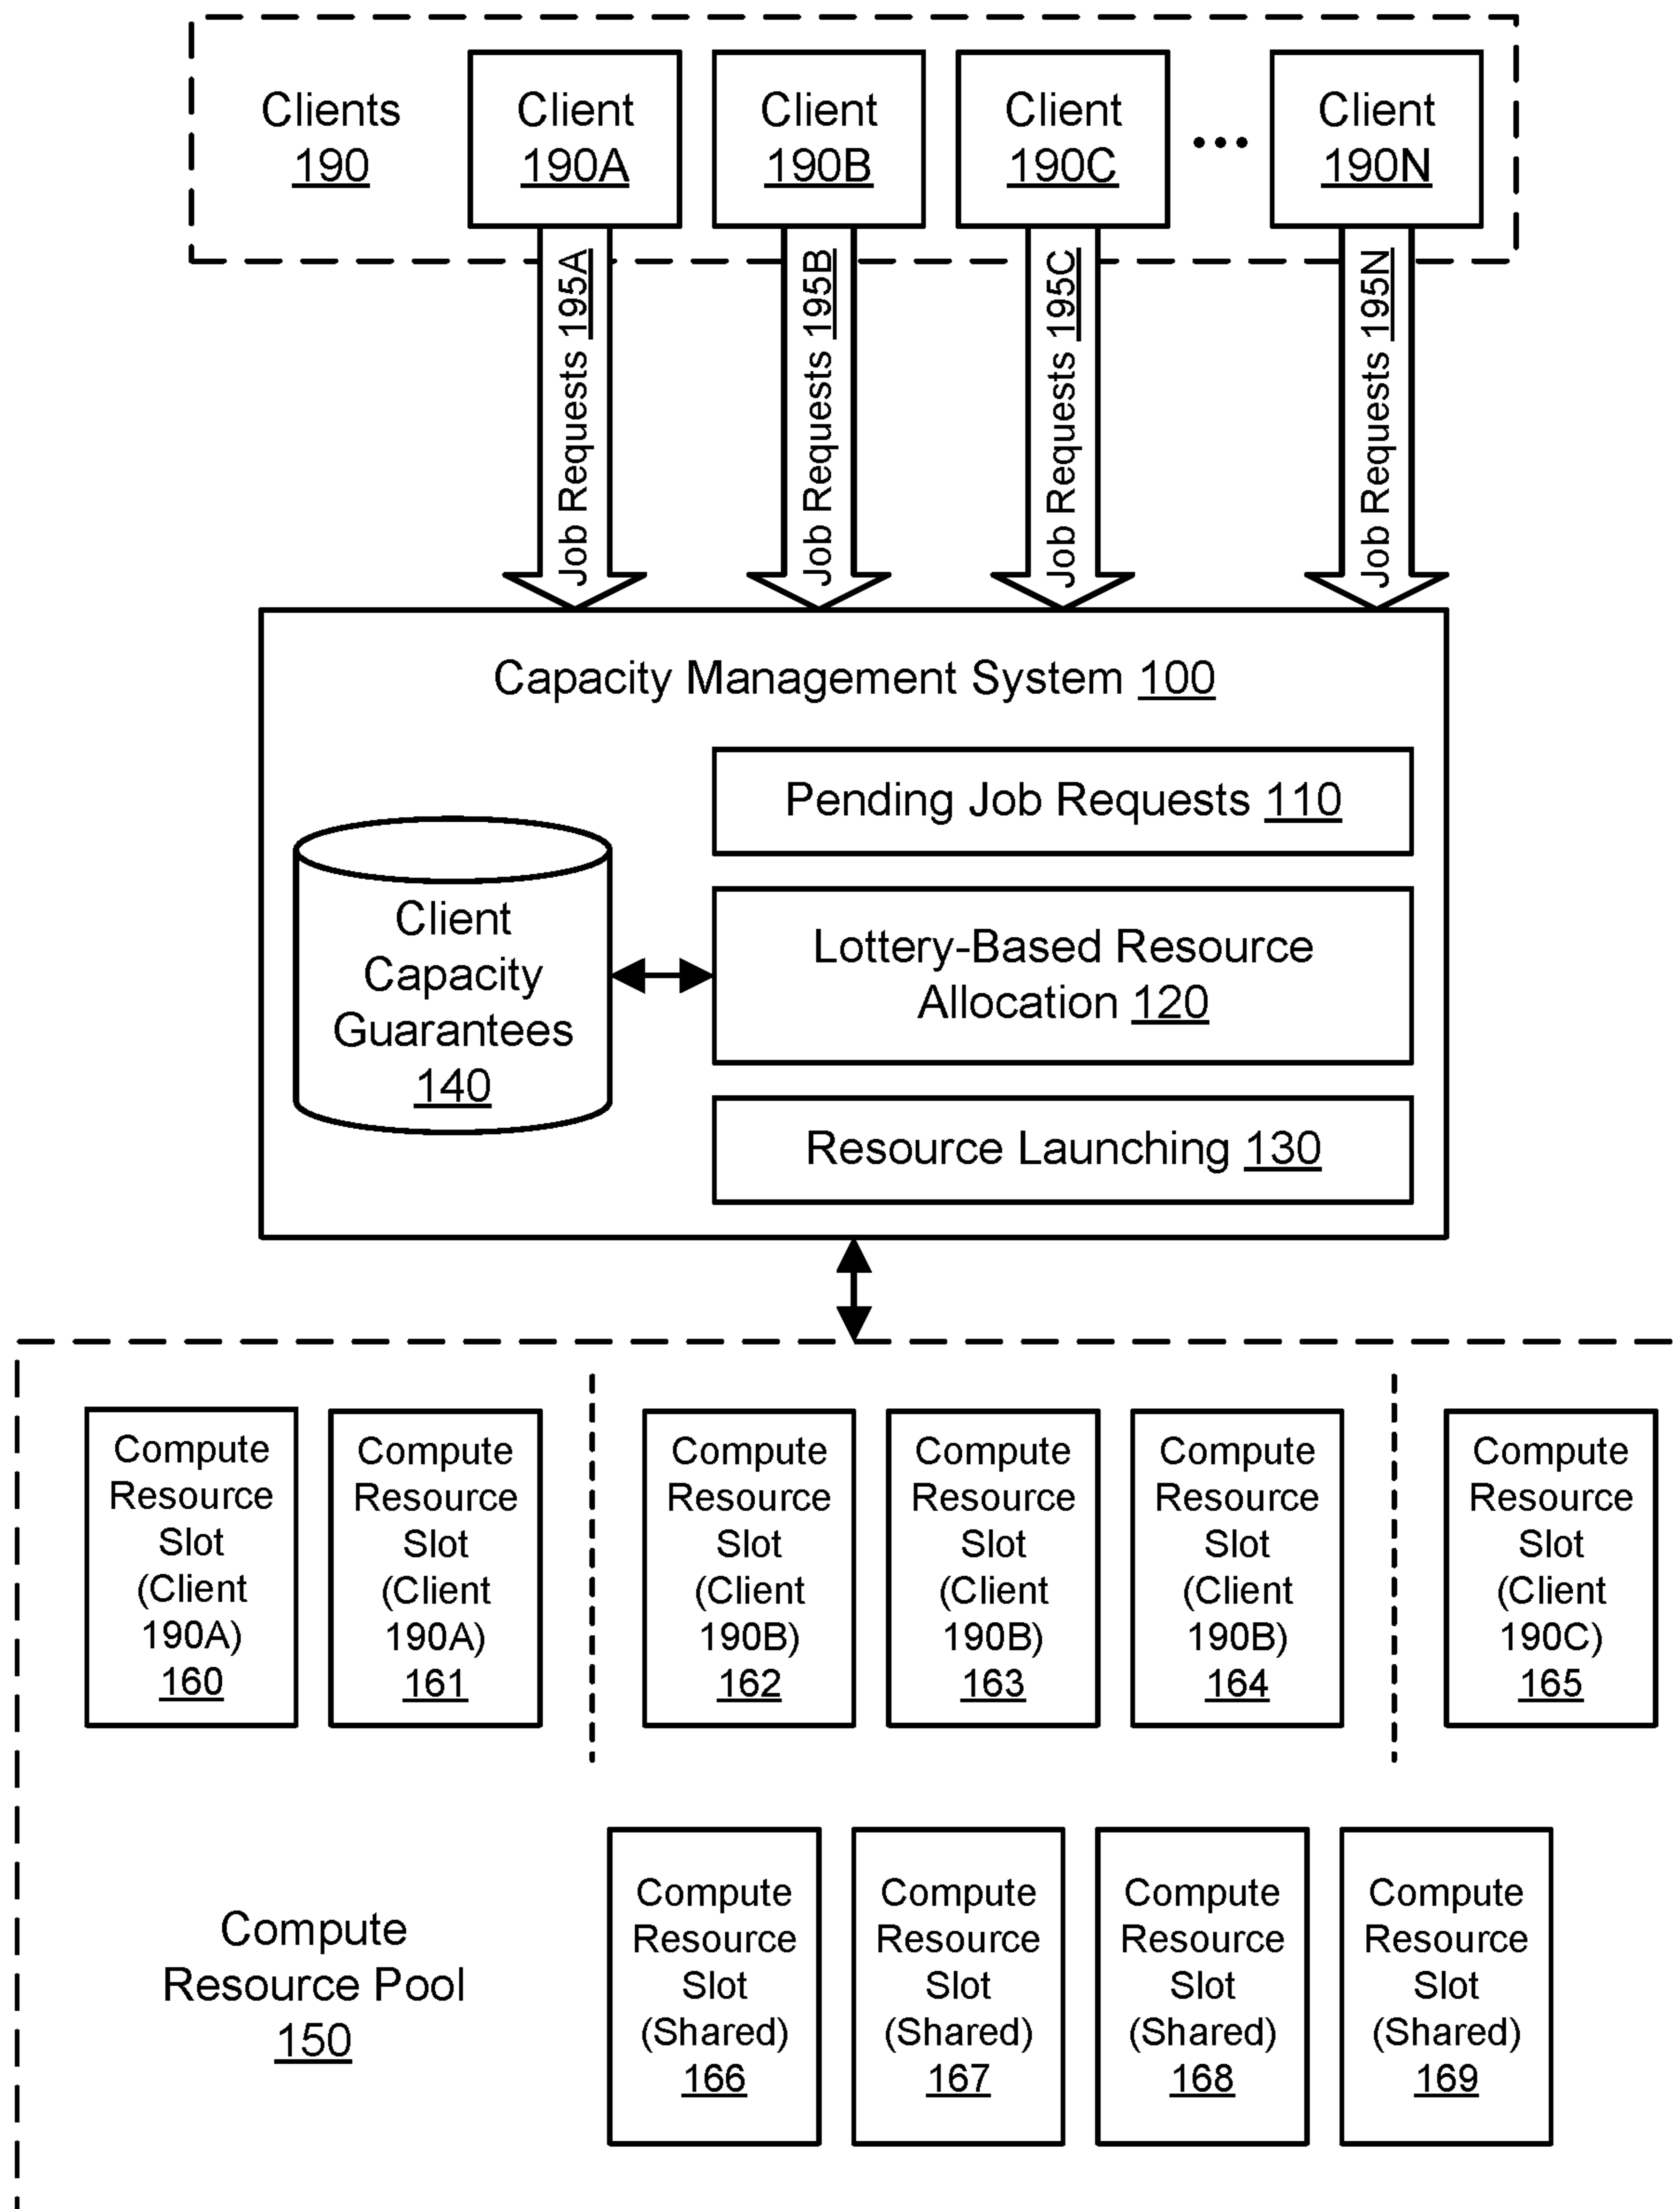 Clients
190
Client
190A
Client
190B
Client
190C
•••
Client
190N
Job Requests 195A
Job Requests 195B
Job Requests 195C
Job Requests 195N
Capacity Management System 100
Pending Job Requests 110
Client
Capacity
Guarantees
140
Lottery-Based Resource
Allocation 120
Resource Launching 130
Compute
Resource
Slot
(Client
190A)
160
Compute
Resource
Slot
(Client
190A)
161
Compute
Resource
Slot
(Client
190B)
162
Compute
Resource
Slot
(Client
190B)
163
Compute
Resource
Slot
(Client
190B)
164
Compute
Resource
Slot
(Client
190C)
165
Compute
Resource Pool
150
Compute
Resource
Slot
(Shared)
166
Compute
Resource
Slot
(Shared)
167
Compute
Resource
Slot
(Shared)
168
Compute
Resource
Slot
(Shared)
169